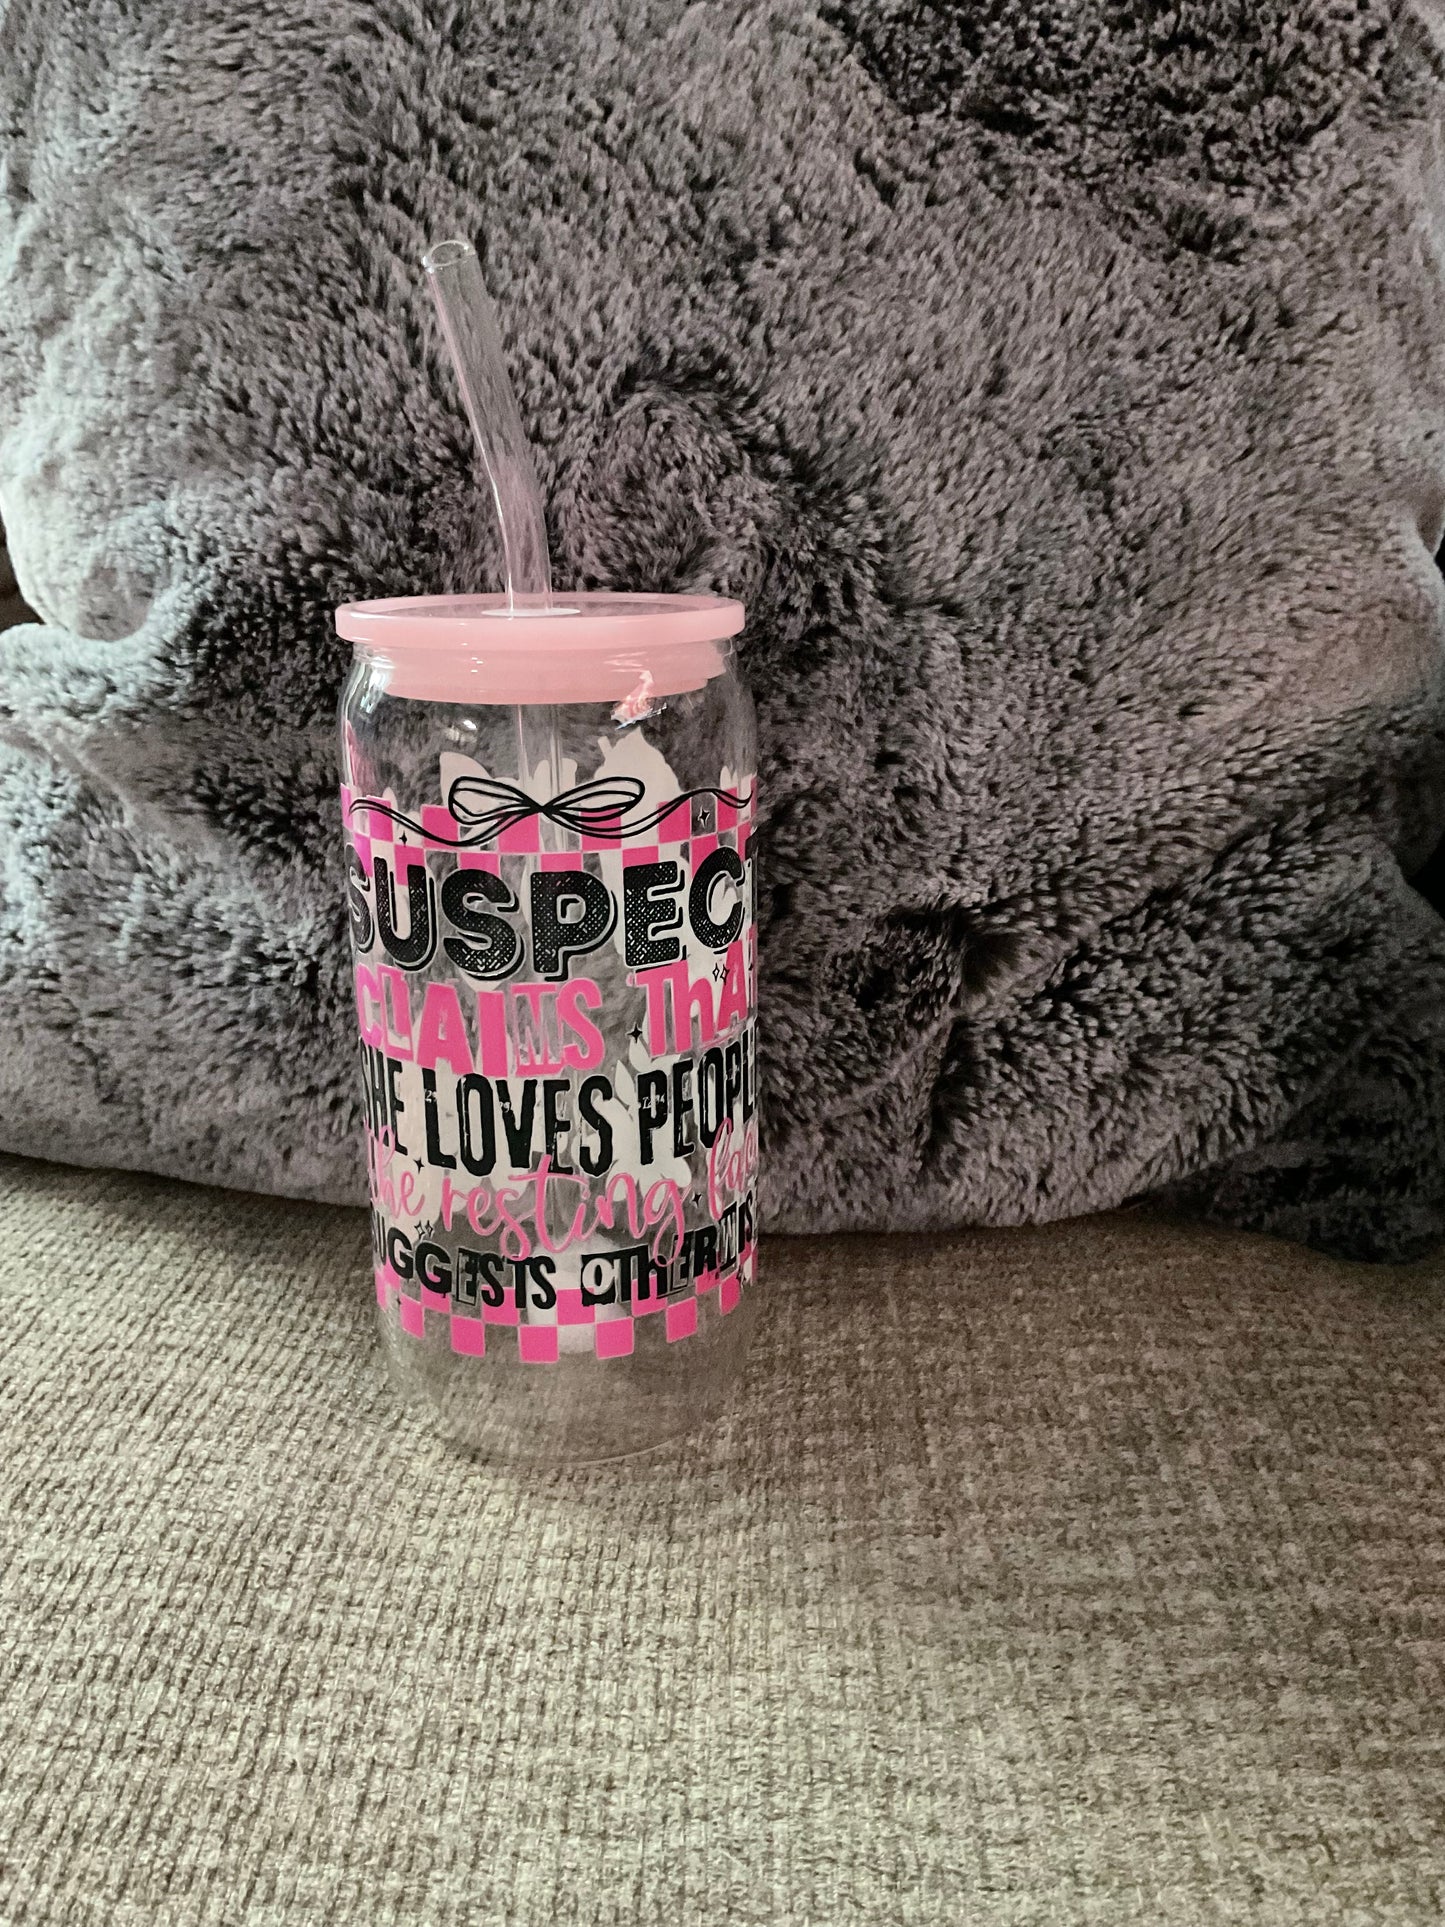 SUSPECT
CLAIMS THAT
SHE LOVES PEOPLE
the resting face
SUGGESTS OTHERWISE